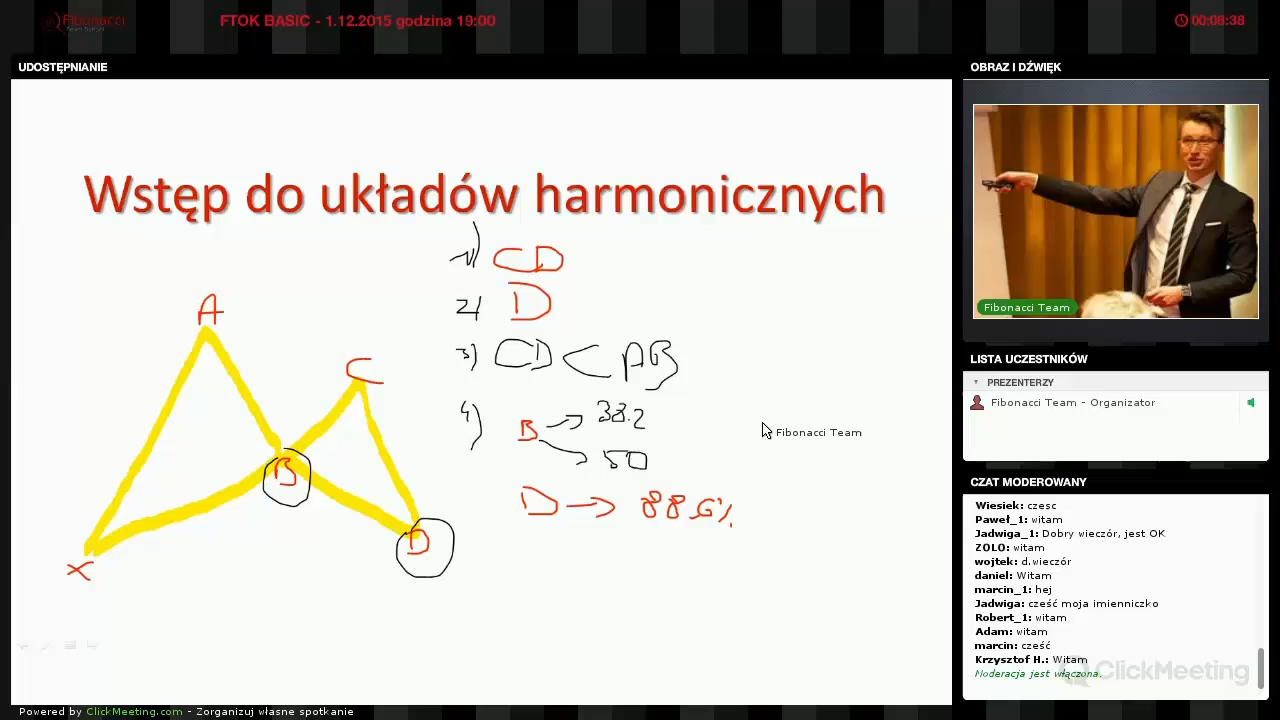 Fibonacci
FTOK BASIC - 1.12.2015 godzina 19:00
00:08:38
UDOSTĘPNIANIE
Wstęp do układów harmonicznych
1) CD
2) D
3) CD < AB
4) B → 38.2
→ 50
D → 88,6%
A
C
B
D
X
Fibonacci Team
OBRAZ I DŹWIĘK
Fibonacci Team
LISTA UCZESTNIKÓW
PREZENTERZY
Fibonacci Team - Organizator
CZAT MODEROWANY
Wiesiek: czesc
Paweł_1: witam
Jadwiga_1: Dobry wieczór, jest OK
ZOLO: witam
wojtek: d.wieczór
daniel: Witam
marcin_1: hej
Jadwiga: cześć moja imienniczko
Robert_1: witam
Adam: witam
marcin: cześć
Krzysztof H.: Witam
Moderacja jest włączona.
ClickMeeting
Powered by ClickMeeting.com - Zorganizuj własne spotkanie